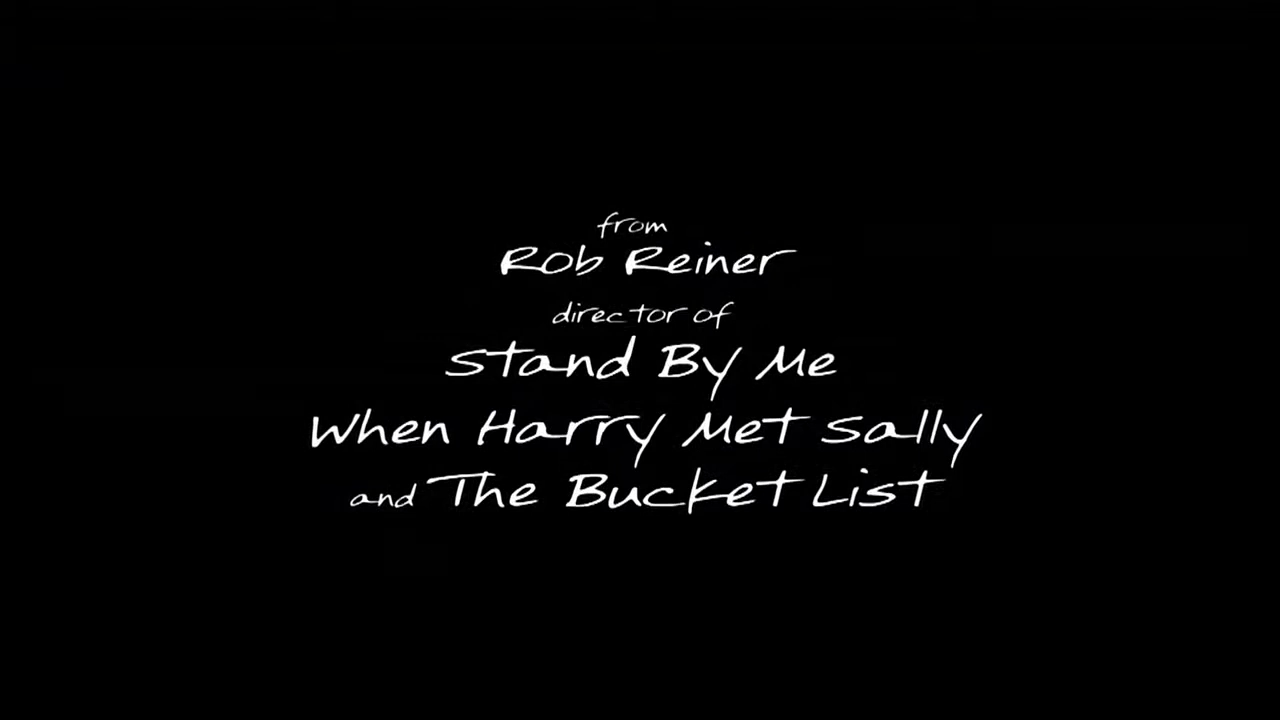 from
Rob Reiner
director of
Stand By Me
When Harry Met Sally
and The Bucket List